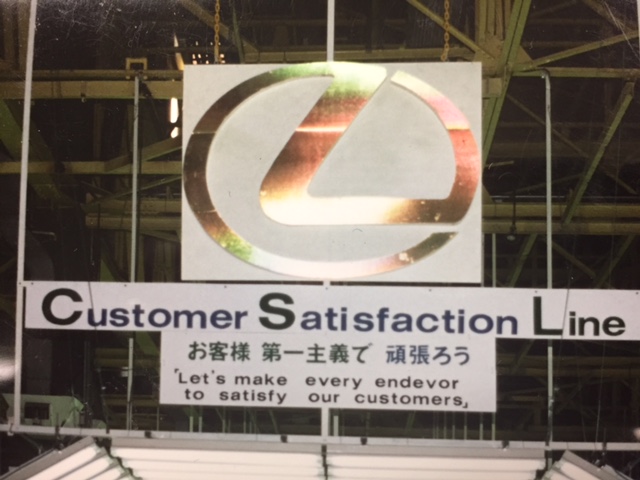 Customer Satisfaction Line
お客様 第一主義で 頑張ろう
「Let's make every endevor
to satisfy our customers」